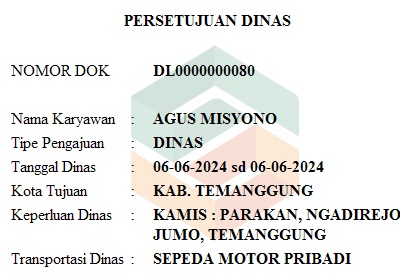 PERSETUJUAN DINAS
NOMOR DOK DL0000000080
Nama Karyawan : AGUS MISYONO
Tipe Pengajuan : DINAS
Tanggal Dinas : 06-06-2024 sd 06-06-2024
Kota Tujuan : KAB. TEMANGGUNG
Keperluan Dinas : KAMIS : PARAKAN, NGADIREJO
JUMO, TEMANGGUNG
Transportasi Dinas : SEPEDA MOTOR PRIBADI